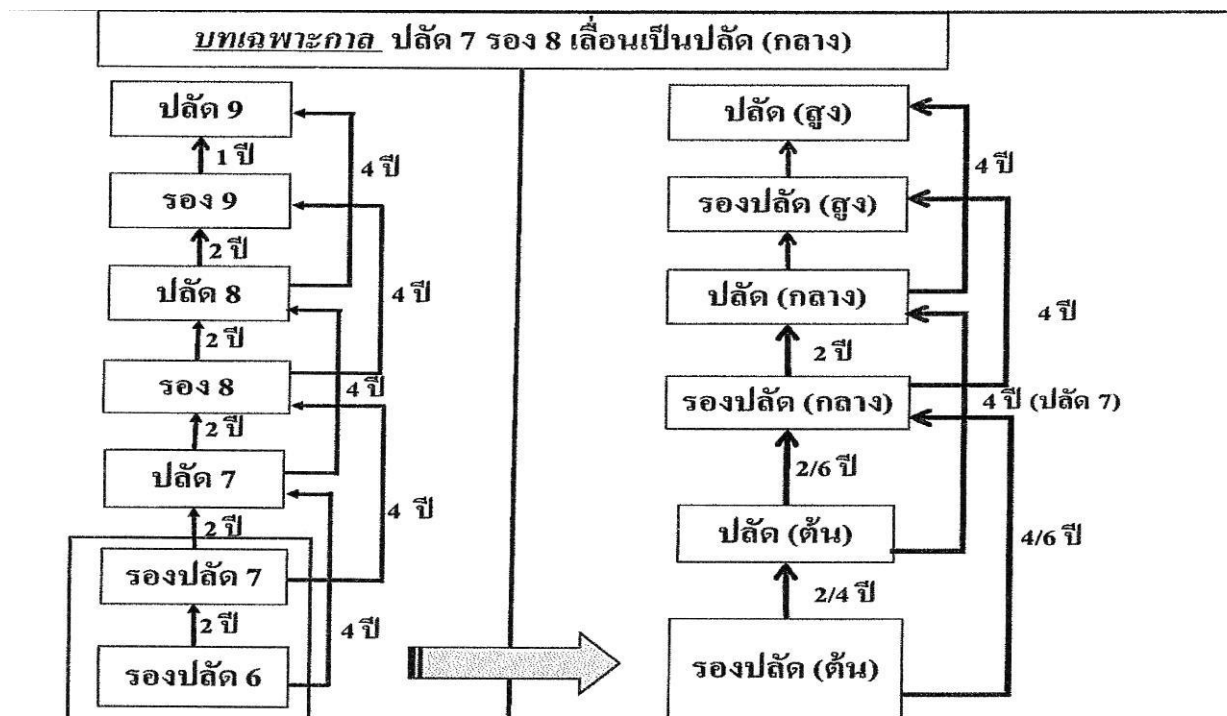 บทเฉพาะกาล ปลัด 7 รอง 8 เลื่อนเป็นปลัด (กลาง)
ปลัด 9
1 ปี
4 ปี
รอง 9
2 ปี
ปลัด 8
4 ปี
2 ปี
รอง 8
4 ปี
2 ปี
ปลัด 7
4 ปี
2 ปี
รองปลัด 7
2 ปี
4 ปี
รองปลัด 6
ปลัด (สูง)
4 ปี
รองปลัด (สูง)
ปลัด (กลาง)
4 ปี
2 ปี
รองปลัด (กลาง)
4 ปี (ปลัด 7)
2/6 ปี
ปลัด (ต้น)
4/6 ปี
2/4 ปี
รองปลัด (ต้น)